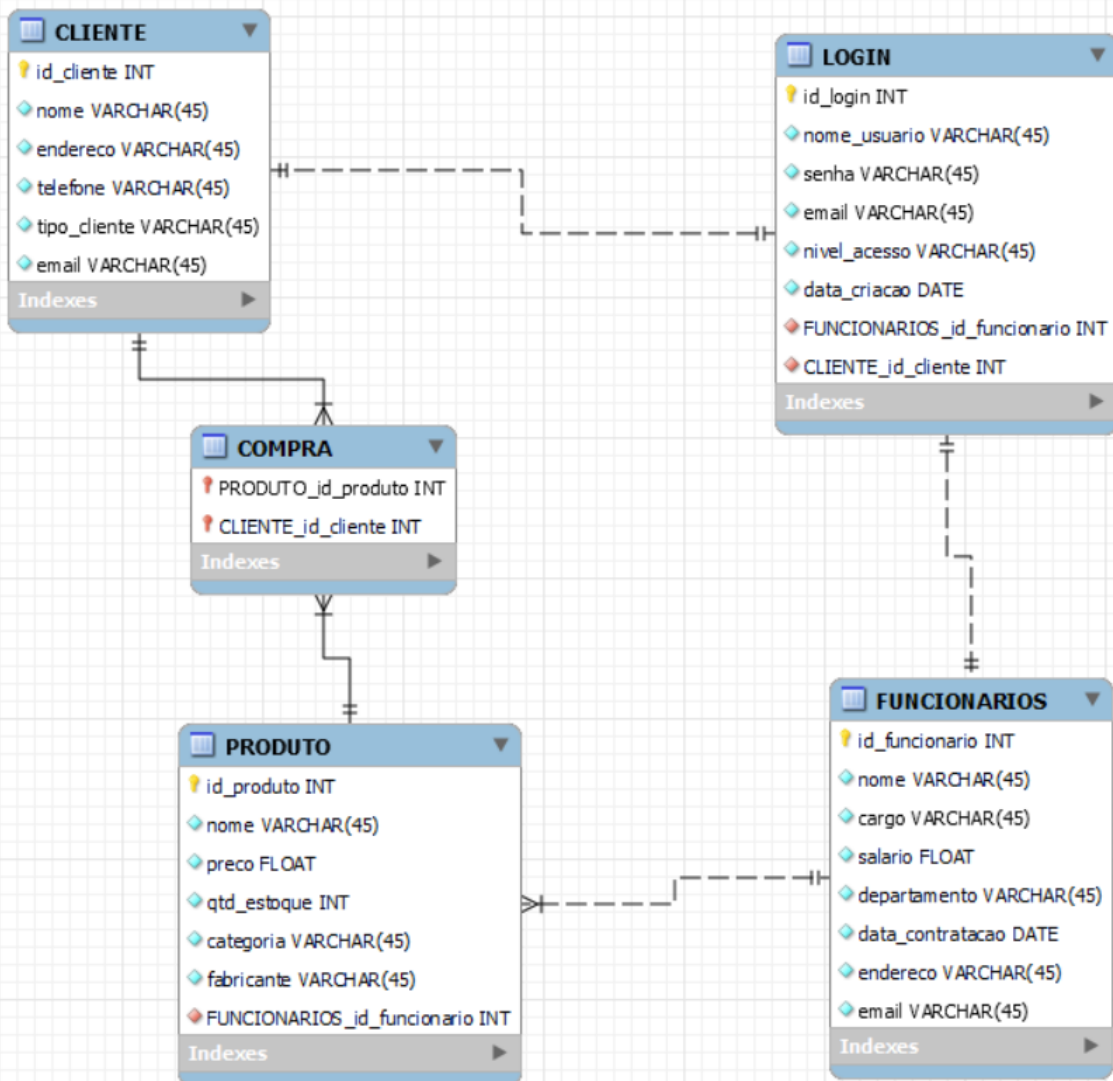 CLIENTE
id_cliente INT
nome VARCHAR(45)
endereco VARCHAR(45)
telefone VARCHAR(45)
tipo_cliente VARCHAR(45)
email VARCHAR(45)
Indexes
LOGIN
id_login INT
nome_usuario VARCHAR(45)
senha VARCHAR(45)
email VARCHAR(45)
nivel_acesso VARCHAR(45)
data_criacao DATE
FUNCIONARIOS_id_funcionario INT
CLIENTE_id_cliente INT
Indexes
COMPRA
PRODUTO_id_produto INT
CLIENTE_id_cliente INT
Indexes
PRODUTO
id_produto INT
nome VARCHAR(45)
preco FLOAT
qtd_estoque INT
categoria VARCHAR(45)
fabricante VARCHAR(45)
FUNCIONARIOS_id_funcionario INT
Indexes
FUNCIONARIOS
id_funcionario INT
nome VARCHAR(45)
cargo VARCHAR(45)
salario FLOAT
departamento VARCHAR(45)
data_contratacao DATE
endereco VARCHAR(45)
email VARCHAR(45)
Indexes